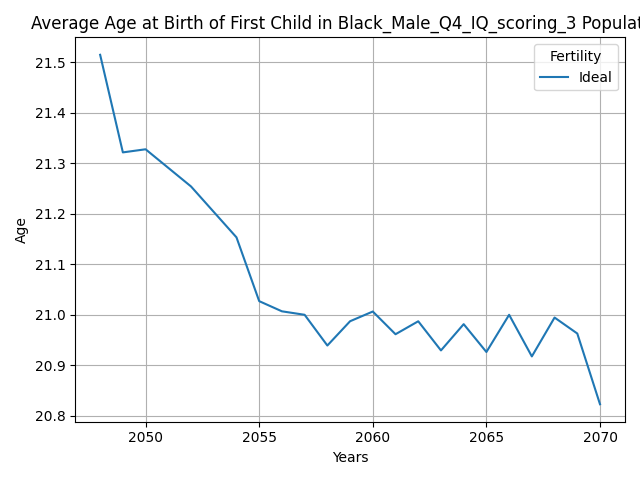 Average Age at Birth of First Child in Black_Male_Q4_IQ_scoring_3 Populat
Fertility
Ideal
21.5
21.4
21.3
21.2
21.1
21.0
20.9
20.8
Age
2050 2055 2060 2065 2070
Years